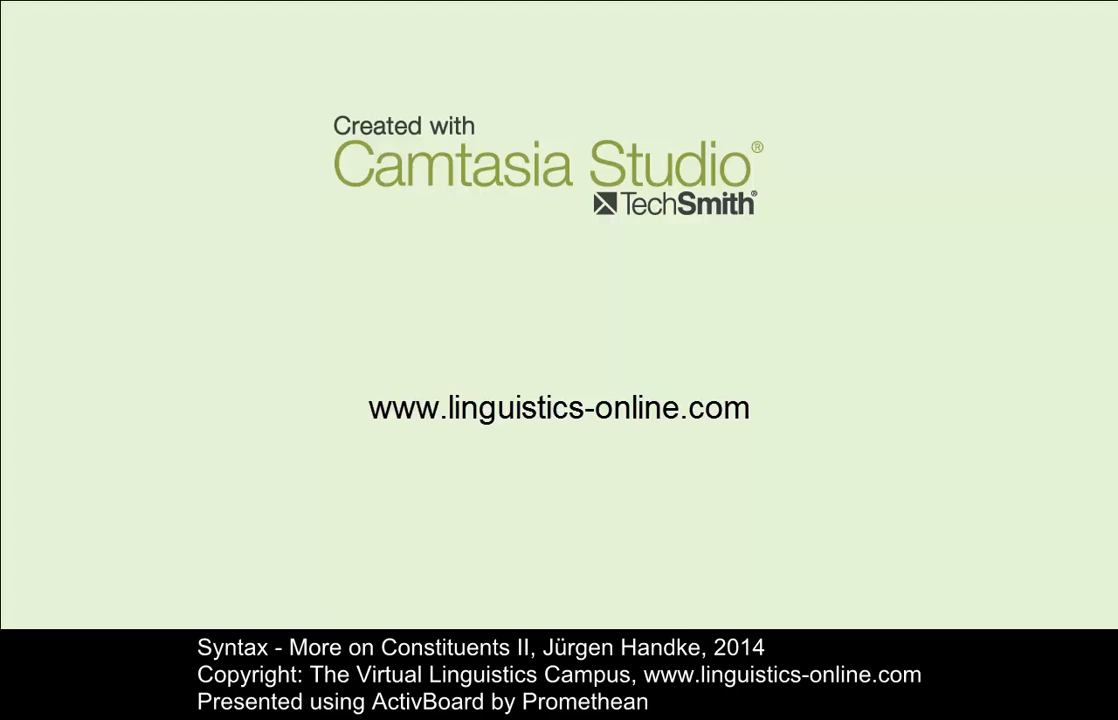 Created with
Camtasia Studio®
TechSmith®
www.linguistics-online.com
Syntax - More on Constituents II, Jürgen Handke, 2014
Copyright: The Virtual Linguistics Campus, www.linguistics-online.com
Presented using ActivBoard by Promethean